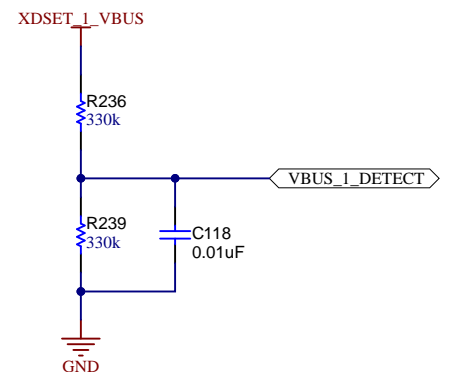 XDSET_1_VBUS
R236
330k
VBUS_1_DETECT
R239
330k
C118
0.01uF
GND